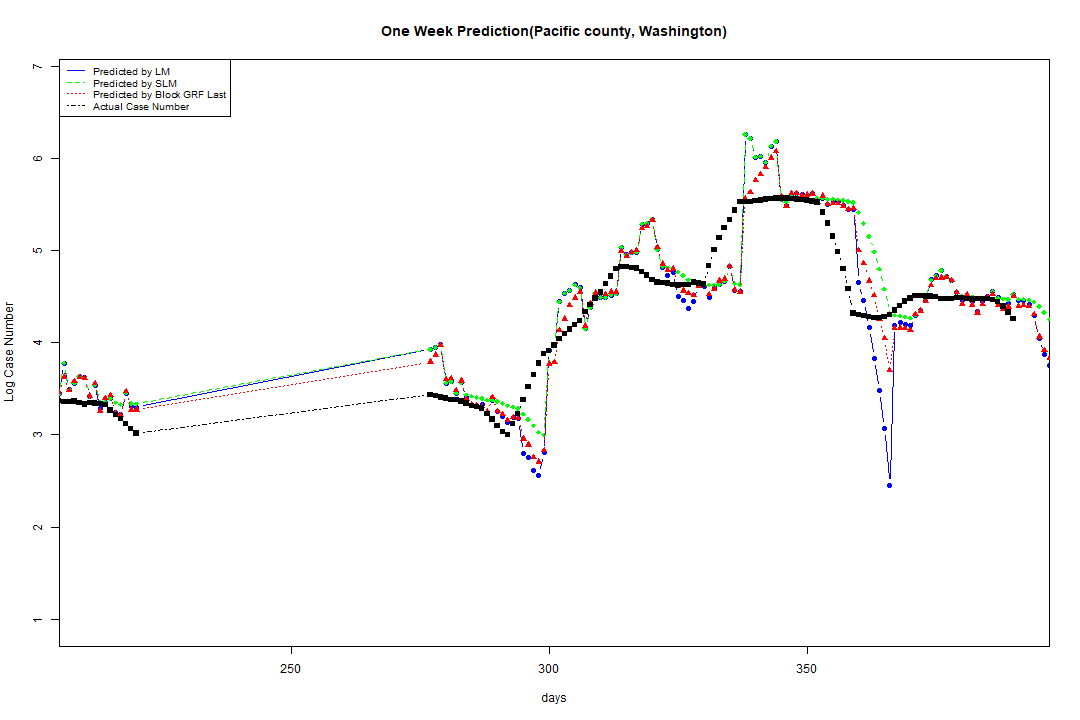 One Week Prediction(Pacific county, Washington)
Predicted by LM
Predicted by SLM
Predicted by Block GRF Last
Actual Case Number
7
6
5
4
3
2
1
Log Case Number
250 300 350
days